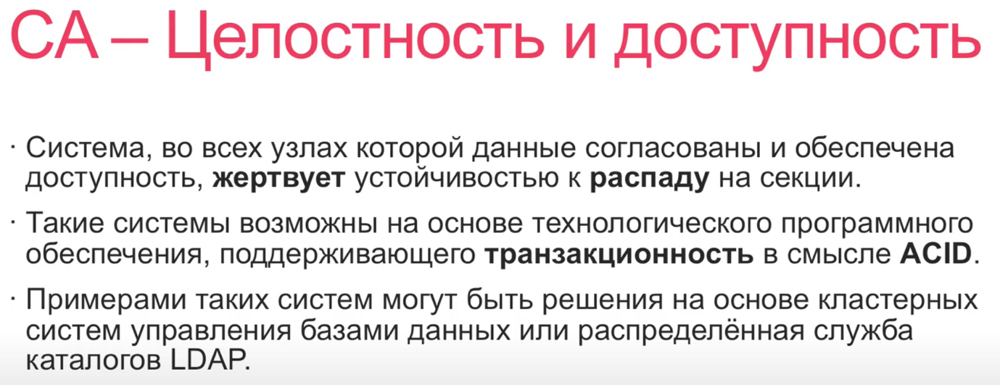 CA – Целостность и доступность
· Система, во всех узлах которой данные согласованы и обеспечена
доступность, жертвует устойчивостью к распаду на секции.
· Такие системы возможны на основе технологического программного
обеспечения, поддерживающего транзакционность в смысле ACID.
· Примерами таких систем могут быть решения на основе кластерных
систем управления базами данных или распределённая служба
каталогов LDAP.